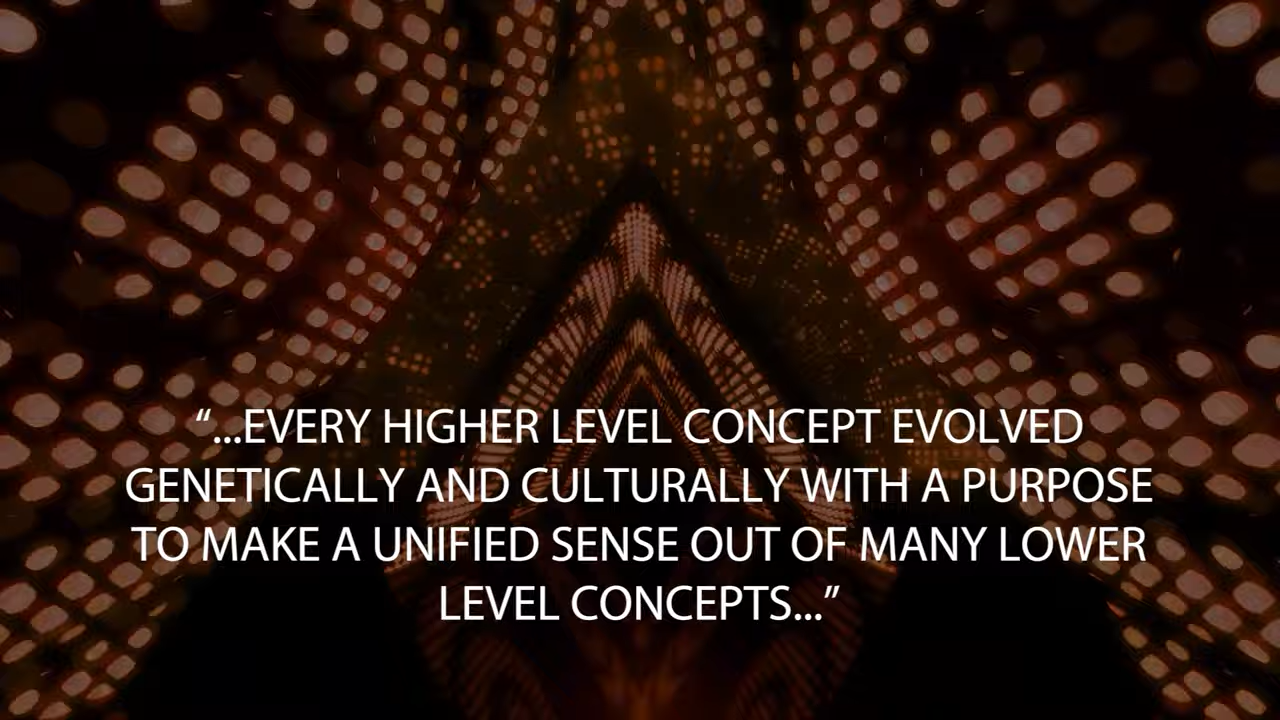 “...EVERY HIGHER LEVEL CONCEPT EVOLVED
GENETICALLY AND CULTURALLY WITH A PURPOSE
TO MAKE A UNIFIED SENSE OUT OF MANY LOWER
LEVEL CONCEPTS...”